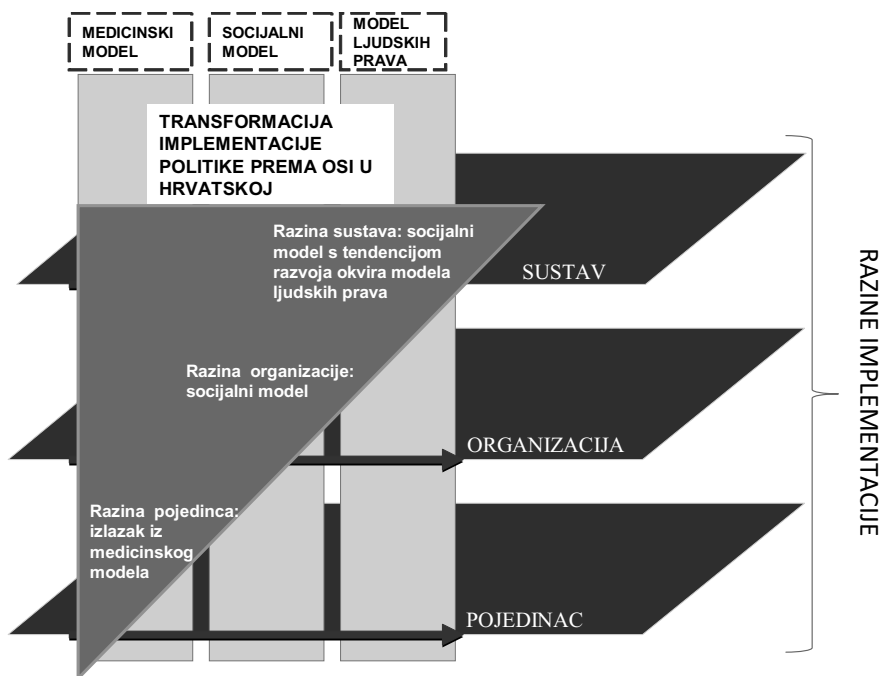 MEDICINSKI
MODEL
SOCIJALNI
MODEL
MODEL
LJUDSKIH
PRAVA
TRANSFORMACIJA
IMPLEMENTACIJE
POLITIKE PREMA OSI U
HRVATSKOJ
Razina sustava: socijalni
model s tendencijom
razvoja okvira modela
ljudskih prava
SUSTAV
Razina organizacije:
socijalni model
ORGANIZACIJA
Razina pojedinca:
izlazak iz
medicinskog
modela
POJEDINAC
RAZINE IMPLEMENTACIJE